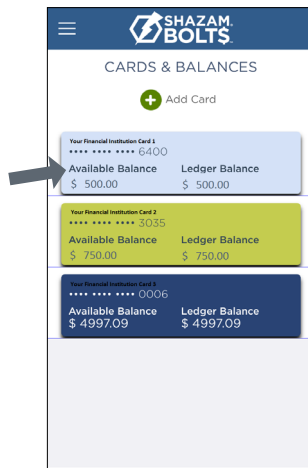 SHAZAM.
BOLTS.
CARDS & BALANCES
Add Card
Your Financial Institution Card 1
•••• •••• •••• 6400
Available Balance Ledger Balance
$ 500.00 $ 500.00
Your Financial Institution Card 2
•••• •••• •••• 3035
Available Balance Ledger Balance
$ 750.00 $ 750.00
Your Financial Institution Card 3
•••• •••• •••• 0006
Available Balance Ledger Balance
$ 4997.09 $ 4997.09